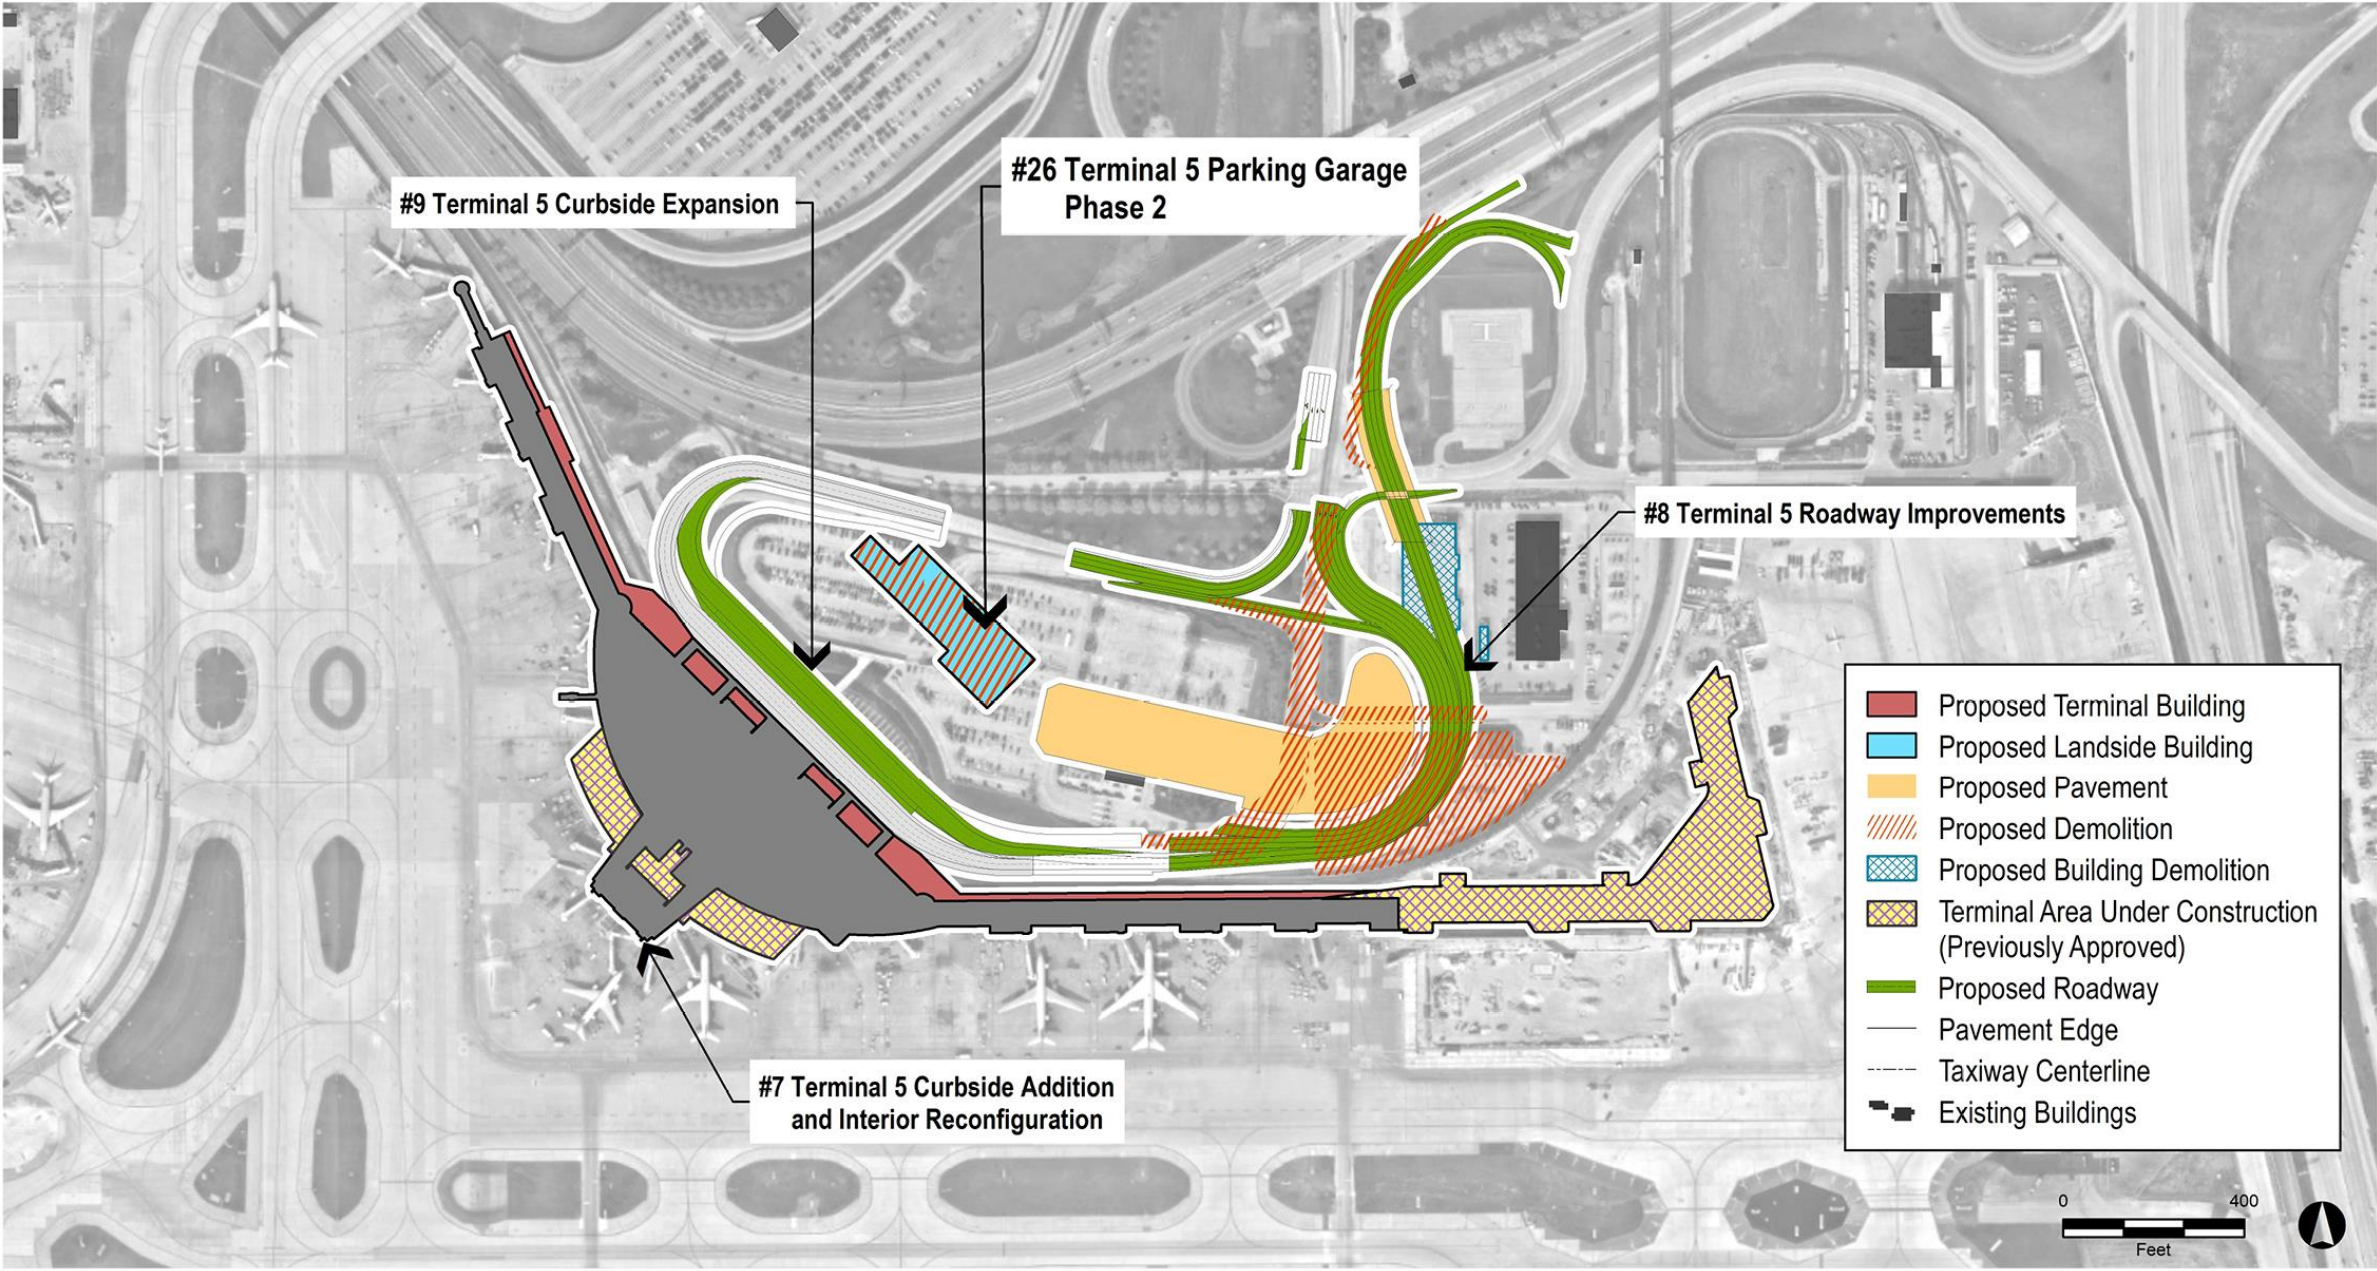 #26 Terminal 5 Parking Garage
Phase 2
#9 Terminal 5 Curbside Expansion
#8 Terminal 5 Roadway Improvements
#7 Terminal 5 Curbside Addition
and Interior Reconfiguration
Proposed Terminal Building
Proposed Landside Building
Proposed Pavement
Proposed Demolition
Proposed Building Demolition
Terminal Area Under Construction
(Previously Approved)
Proposed Roadway
Pavement Edge
Taxiway Centerline
Existing Buildings
0 400
Feet